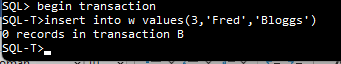 SQL> begin transaction
SQL-T>insert into w values(3,'Fred','Bloggs')
0 records in transaction B
SQL-T>